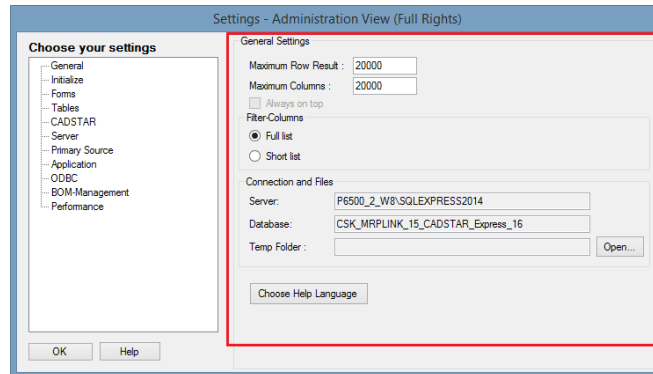 Settings - Administration View (Full Rights)
Choose your settings
General
Initialize
Forms
Tables
CADSTAR
Server
Primary Source
Application
ODBC
BOM-Management
Performance
OK
Help
General Settings
Maximum Row Result : 20000
Maximum Columns : 20000
Always on top
Filter-Columns
Full list
Short list
Connection and Files
Server: P6500_2_W8\SQLEXPRESS2014
Database: CSK_MRPLINK_15_CADSTAR_Express_16
Temp Folder : Open...
Choose Help Language